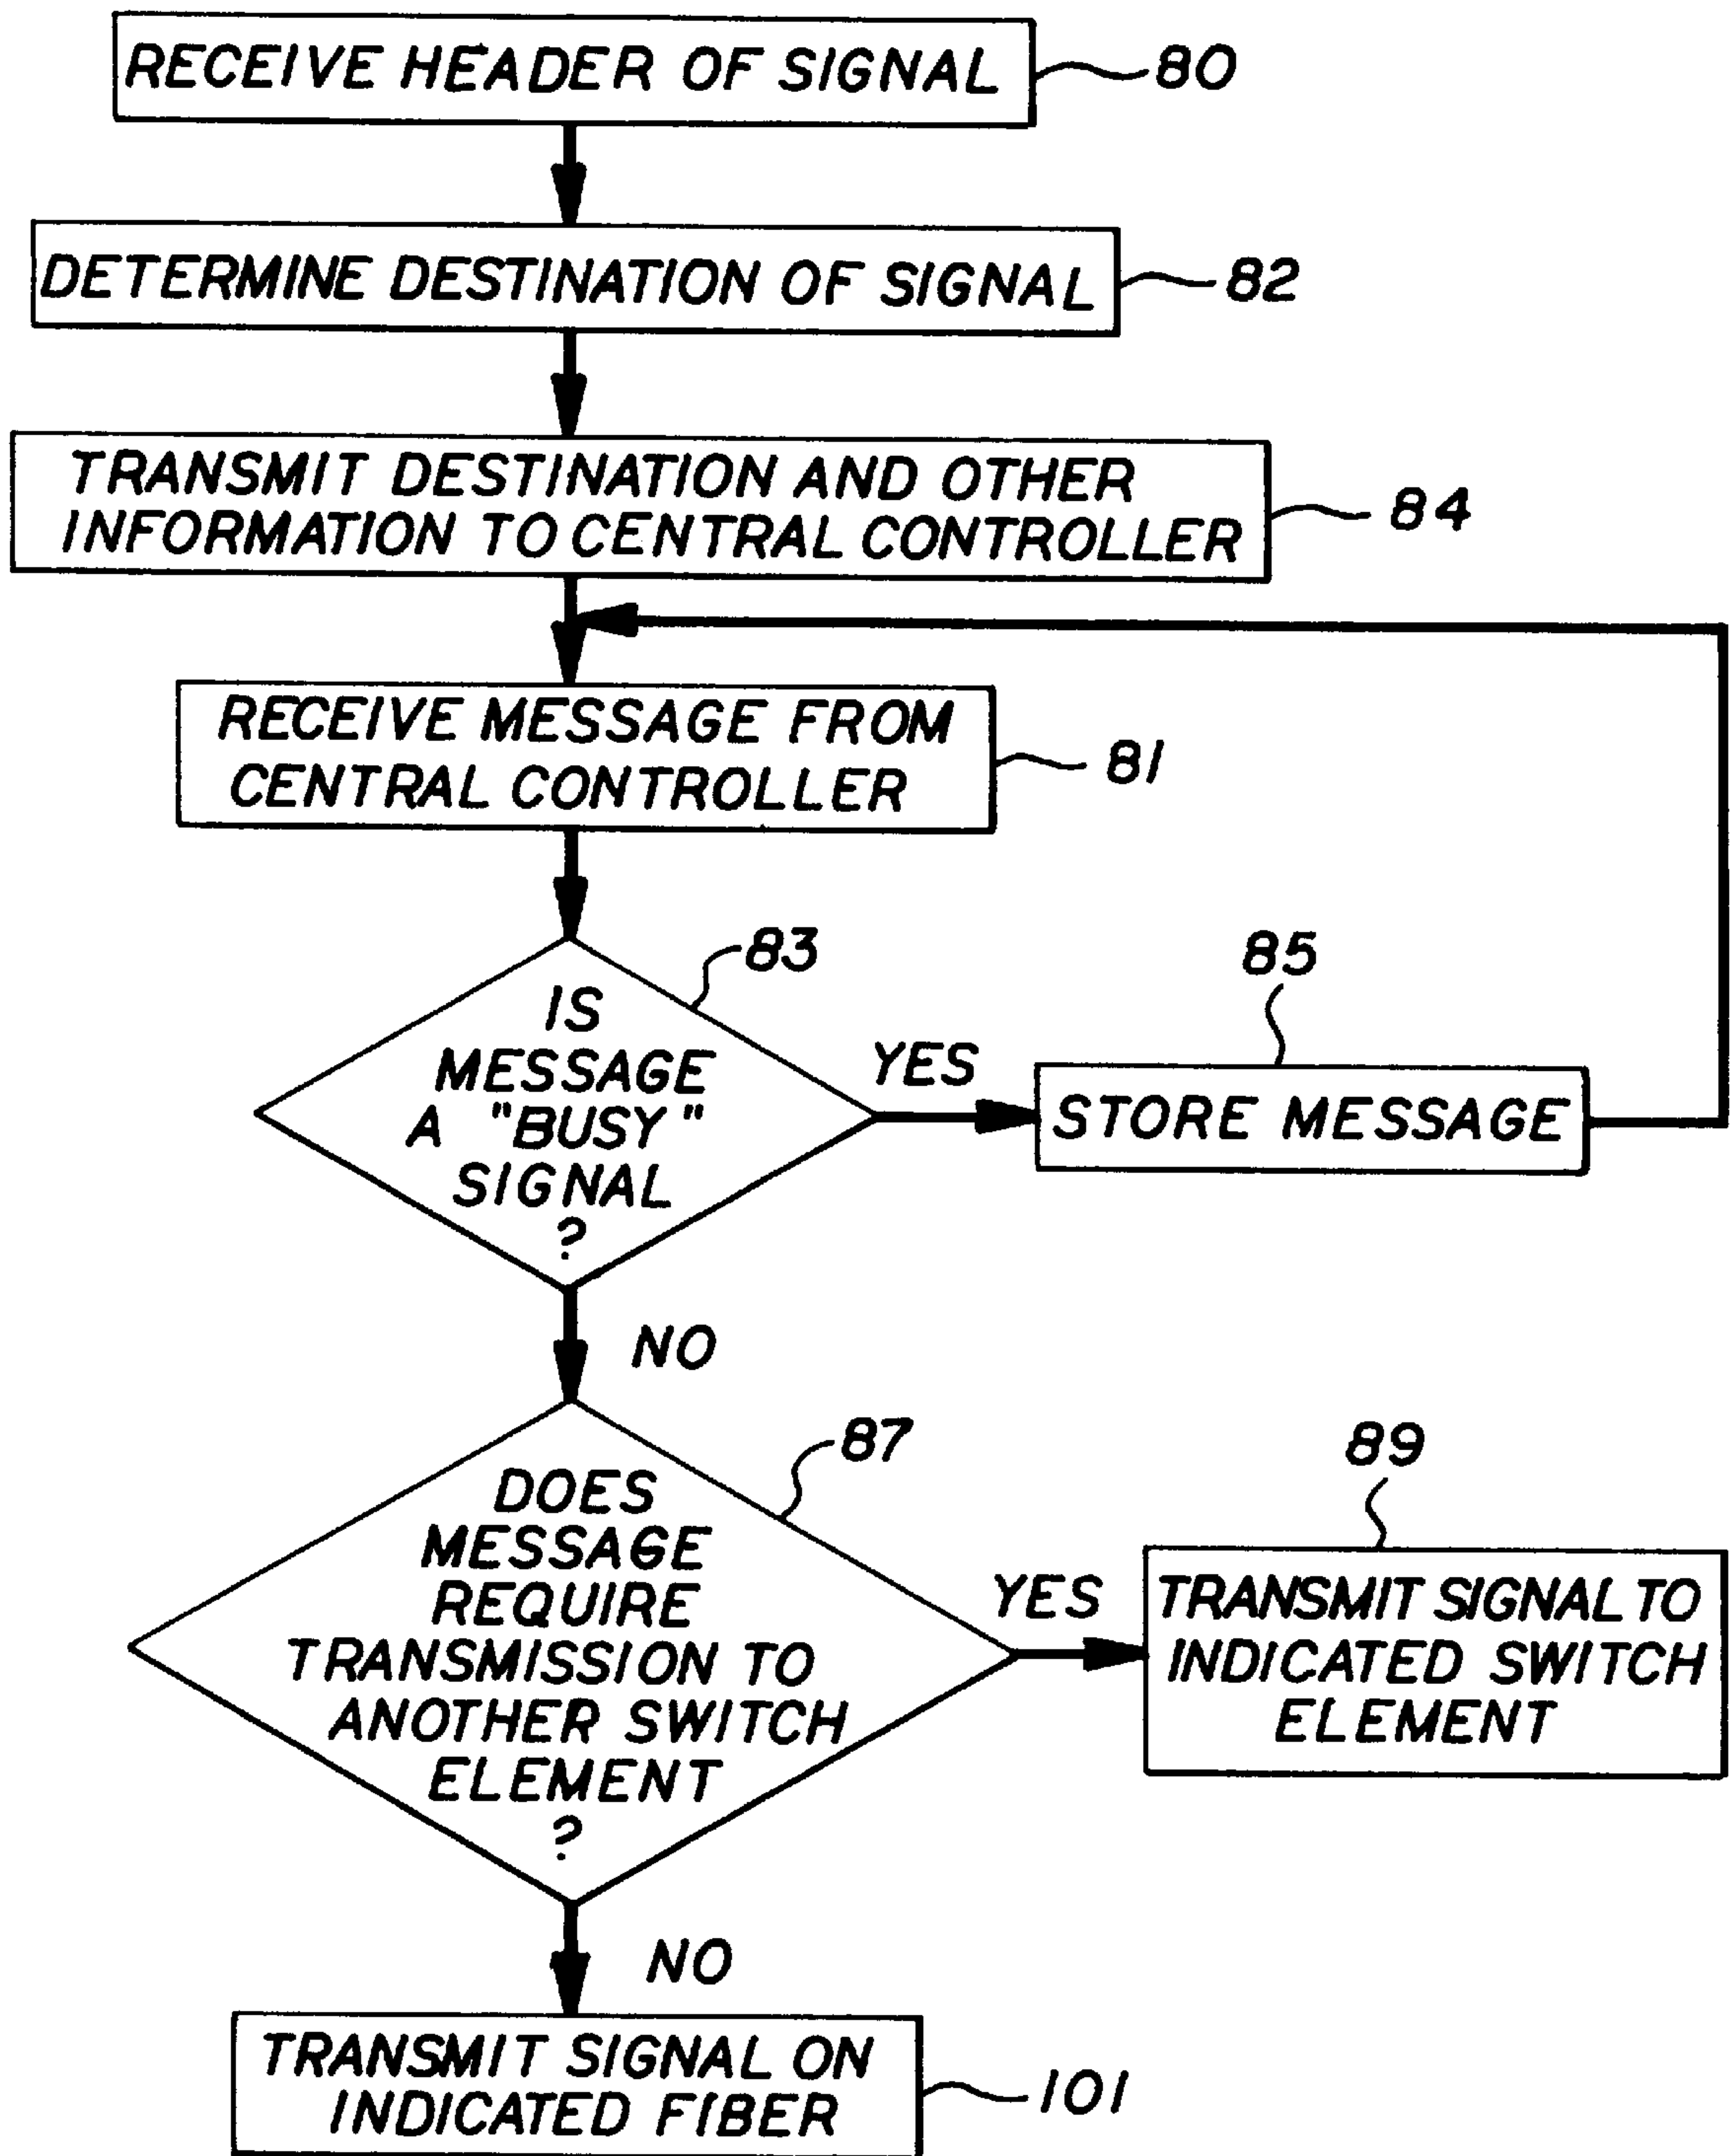 RECEIVE HEADER OF SIGNAL
80
DETERMINE DESTINATION OF SIGNAL
82
TRANSMIT DESTINATION AND OTHER
INFORMATION TO CENTRAL CONTROLLER
84
RECEIVE MESSAGE FROM
CENTRAL CONTROLLER
81
83
IS
MESSAGE
A "BUSY"
SIGNAL
?
YES
85
STORE MESSAGE
NO
87
DOES
MESSAGE
REQUIRE
TRANSMISSION TO
ANOTHER SWITCH
ELEMENT
?
YES
89
TRANSMIT SIGNAL TO
INDICATED SWITCH
ELEMENT
NO
TRANSMIT SIGNAL ON
INDICATED FIBER
101